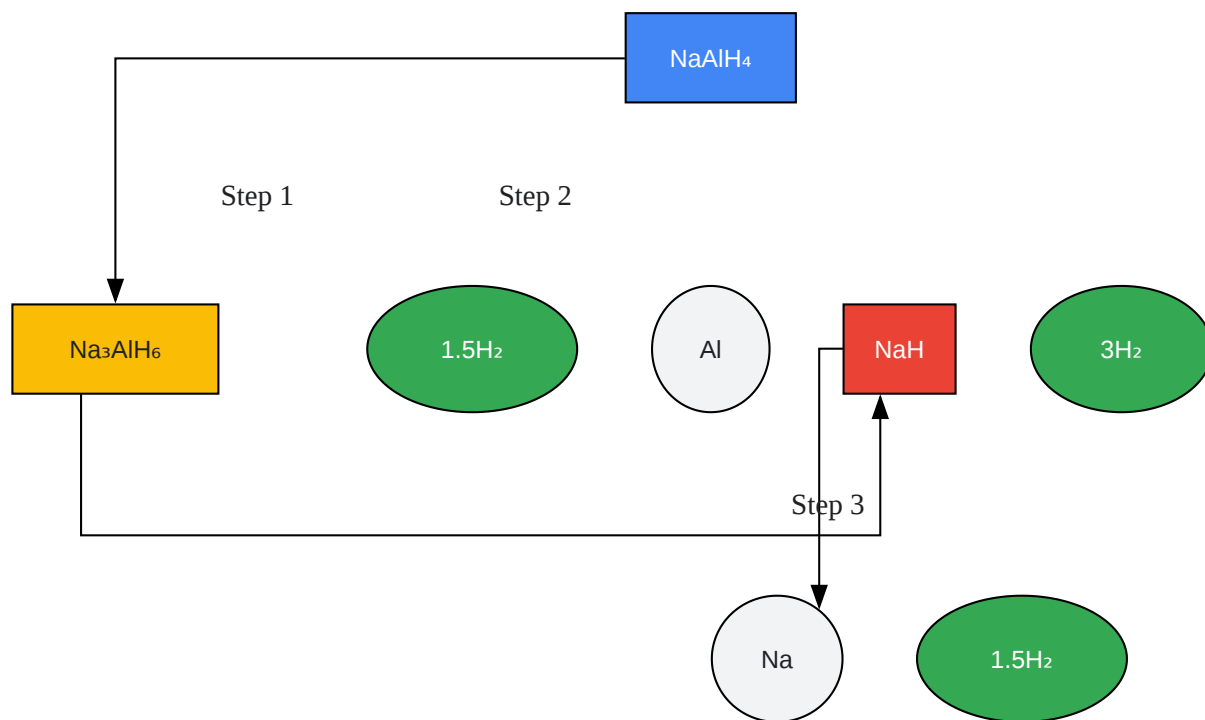 NaAlH₄
Step 1
Step 2
Na₃AlH₆
1.5H₂
Al
NaH
3H₂
Step 3
Na
1.5H₂